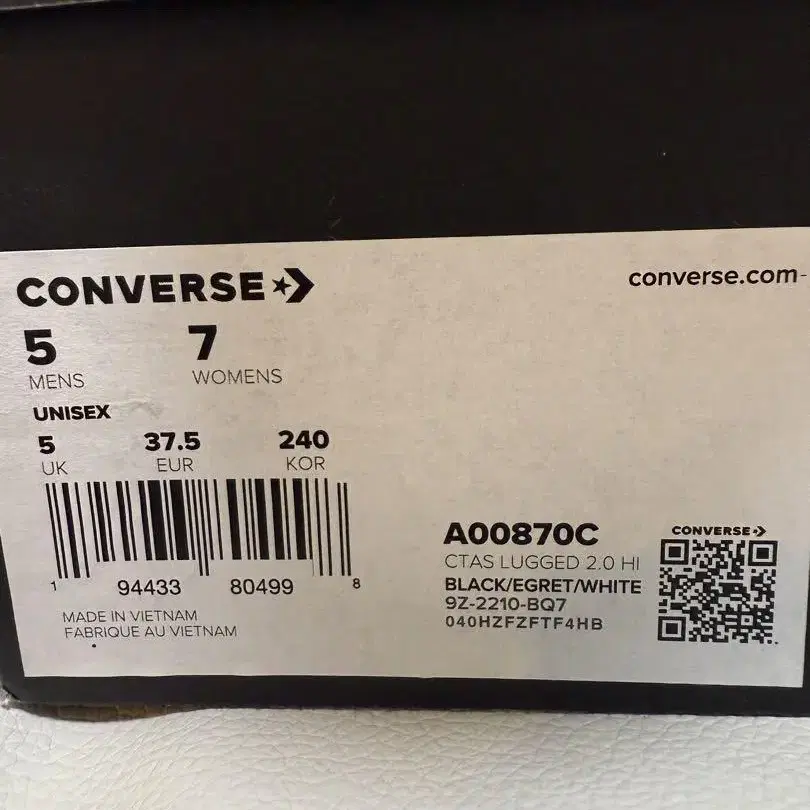 CONVERSE
converse.com-
5 7
MENS WOMENS
UNISEX
5 37.5 240
UK EUR KOR
1 94433 80499 8
MADE IN VIETNAM
FABRIQUE AU VIETNAM
A00870C
CTAS LUGGED 2.0 HI
BLACK/EGRET/WHITE
9Z-2210-BQ7
040HZFZFTF4HB
CONVERSE